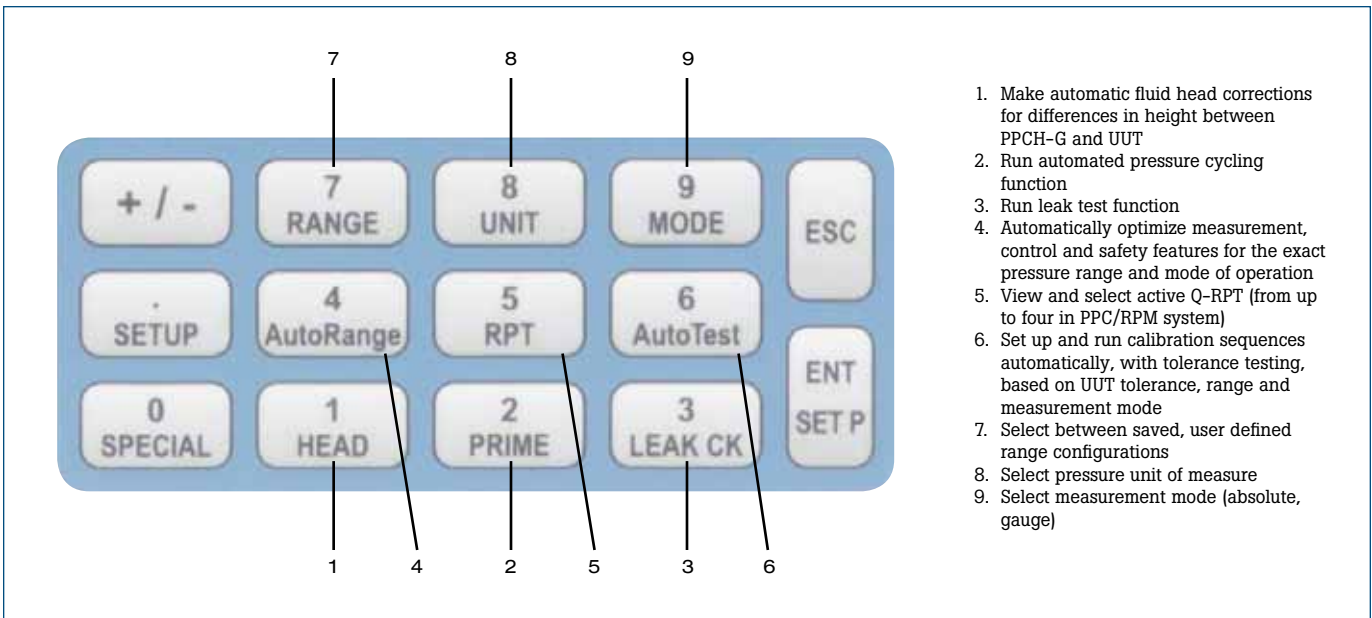 7 8 9
+ / -
7
RANGE
8
UNIT
9
MODE
ESC
.
SETUP
4
AutoRange
5
RPT
6
AutoTest
ENT
SET P
0
SPECIAL
1
HEAD
2
PRIME
3
LEAK CK
1 4 2 5 3 6
1. Make automatic fluid head corrections
for differences in height between
PPCH-G and UUT
2. Run automated pressure cycling
function
3. Run leak test function
4. Automatically optimize measurement,
control and safety features for the exact
pressure range and mode of operation
5. View and select active Q-RPT (from up
to four in PPC/RPM system)
6. Set up and run calibration sequences
automatically, with tolerance testing,
based on UUT tolerance, range and
measurement mode
7. Select between saved, user defined
range configurations
8. Select pressure unit of measure
9. Select measurement mode (absolute,
gauge)